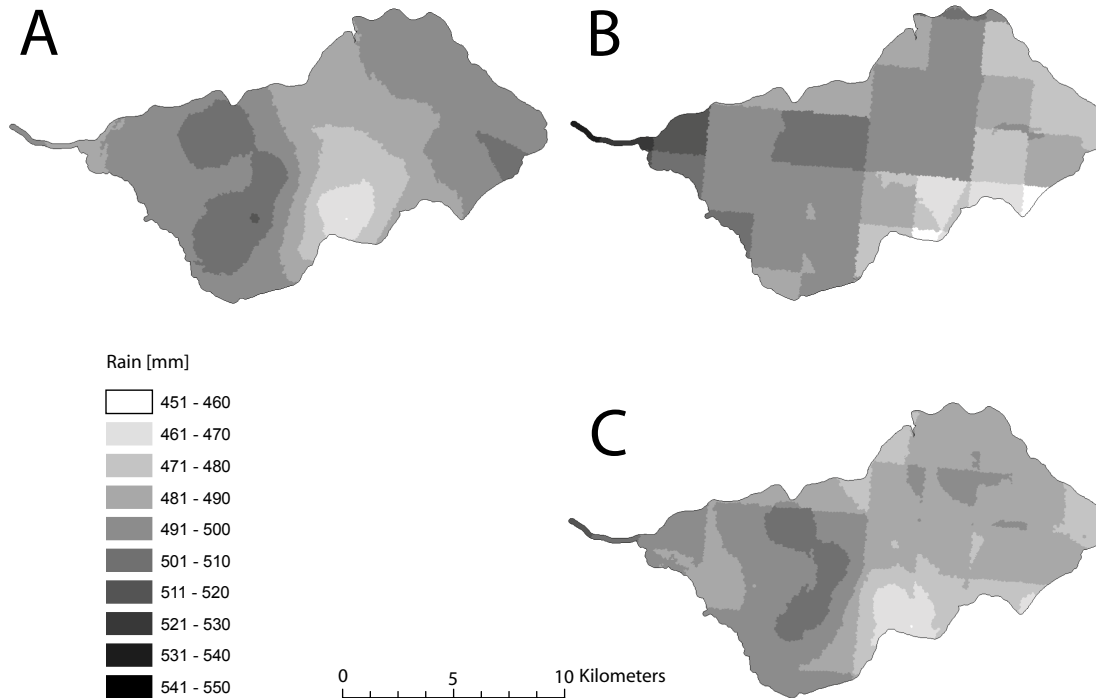 A
B
Rain [mm]
451 - 460
461 - 470
471 - 480
481 - 490
491 - 500
501 - 510
511 - 520
521 - 530
531 - 540
541 - 550
C
0 5 10 Kilometers